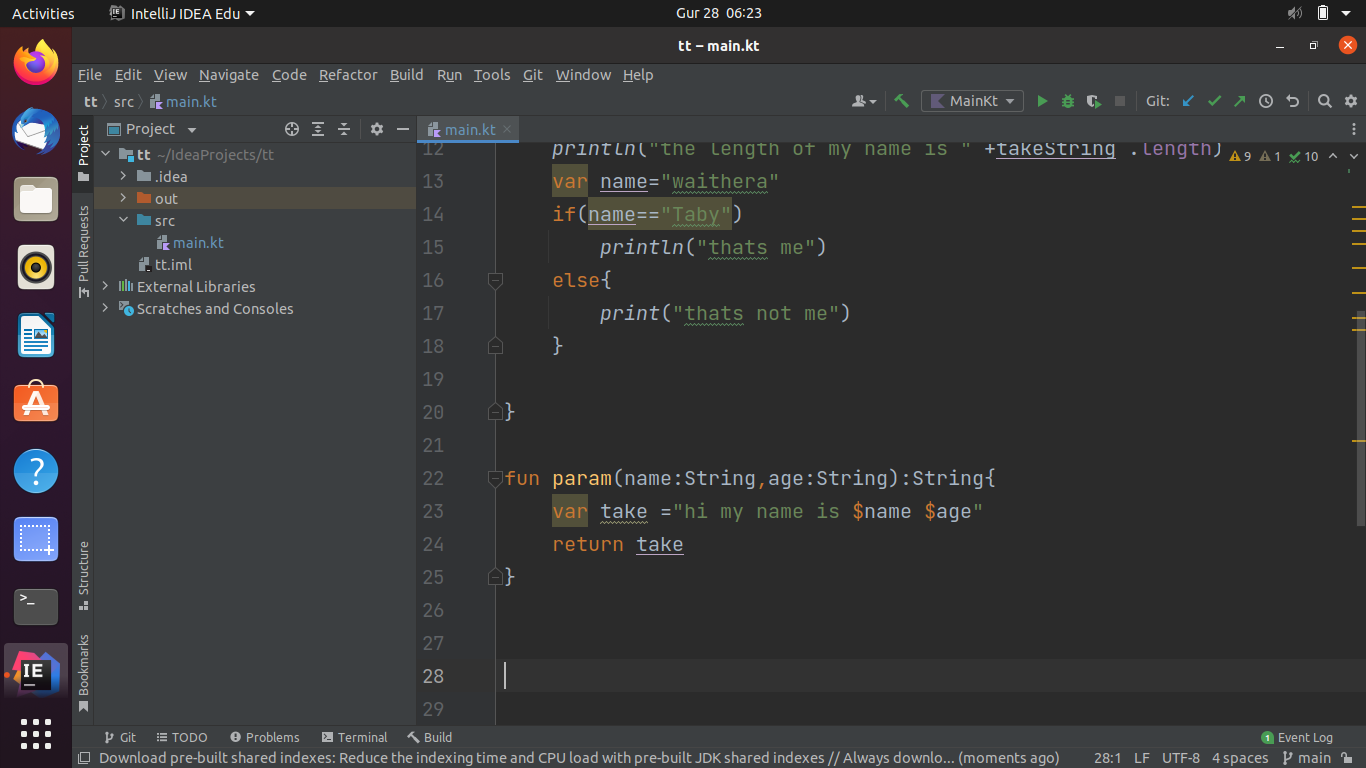 Activities IntelliJ IDEA Edu Gur 28 06:23
tt – main.kt
File Edit View Navigate Code Refactor Build Run Tools Git Window Help
tt src main.kt MainKt Git:
Project
main.kt
Project
Pull Requests
Structure
Bookmarks
tt ~/IdeaProjects/tt
.idea
out
src
main.kt
tt.iml
External Libraries
Scratches and Consoles
9 1 10
12 println("the length of my name is " +takeString .length)
13 var name="waithera"
14 if(name=="Taby")
15 println("thats me")
16 else{
17 print("thats not me")
18 }
19
20 }
21
22 fun param(name:String,age:String):String{
23 var take ="hi my name is $name $age"
24 return take
25 }
26
27
28
29
Git TODO Problems Terminal Build 1 Event Log
Download pre-built shared indexes: Reduce the indexing time and CPU load with pre-built JDK shared indexes // Always downlo... (moments ago) 28:1 LF UTF-8 4 spaces main